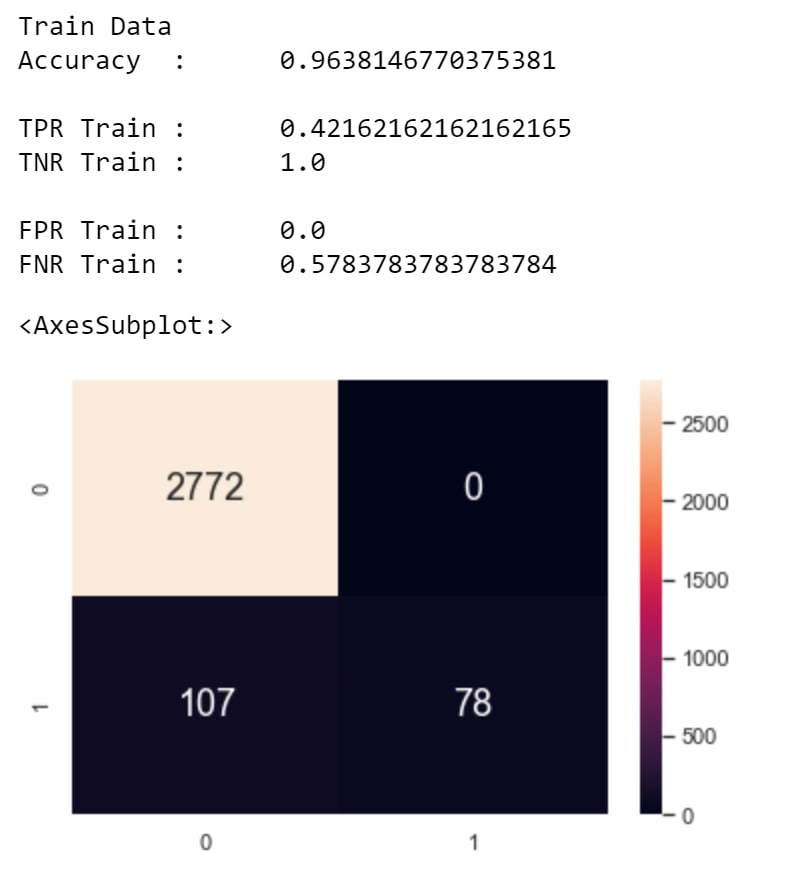 Train Data
Accuracy  :      0.9638146770375381
TPR Train :      0.42162162162162165
TNR Train :      1.0
FPR Train :      0.0
FNR Train :      0.5783783783783784
<AxesSubplot:>
0
2772
0
1
107
78
0
1
2500
2000
1500
1000
500
0